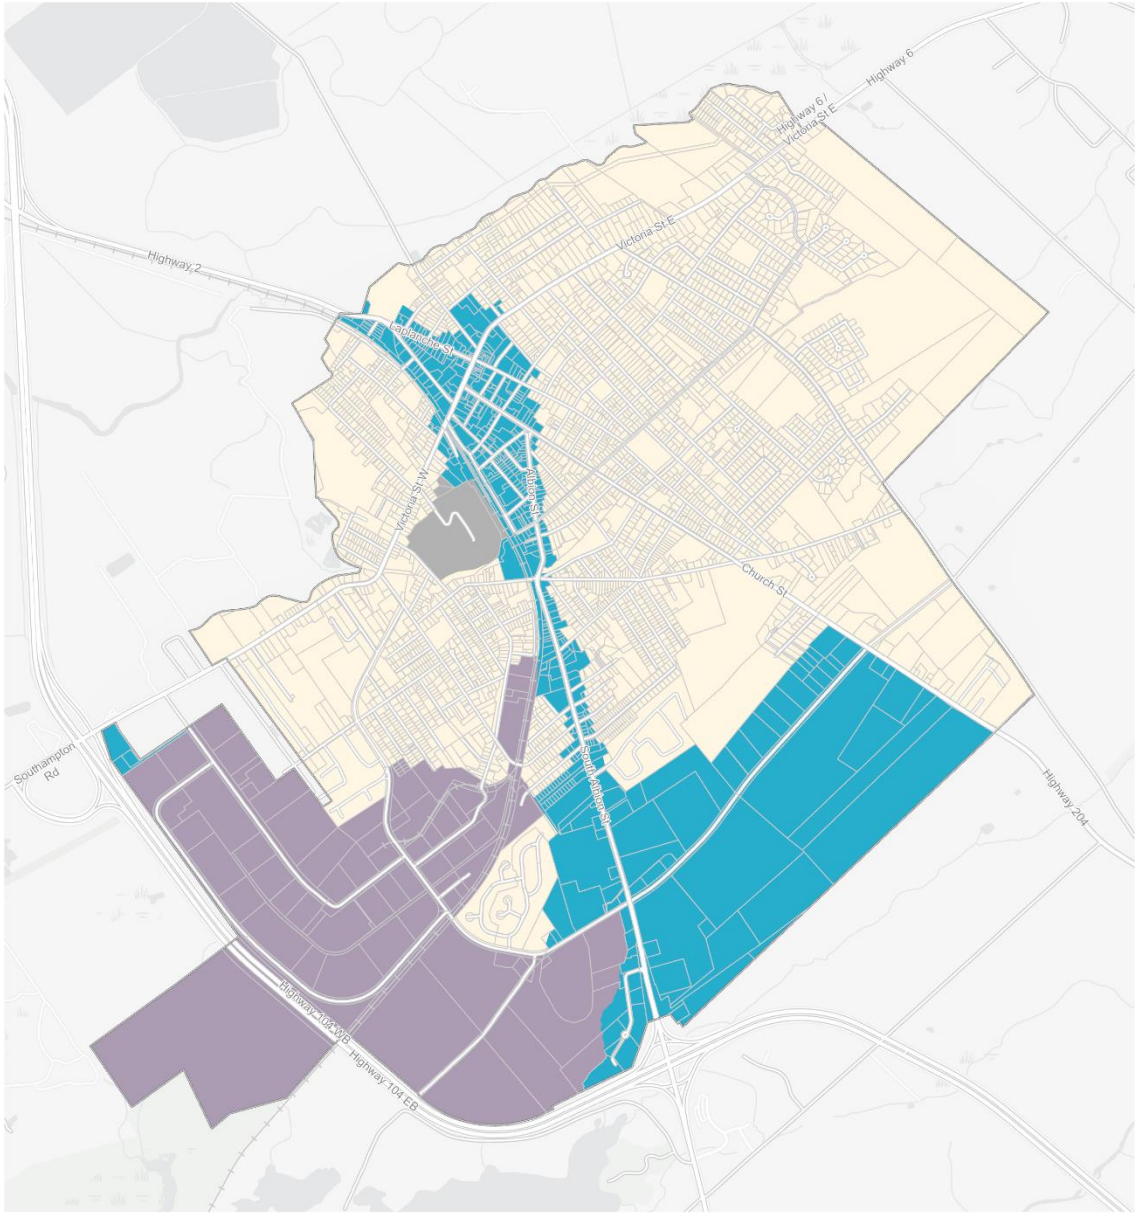 Highway 6
Highway 6 /
Victoria St E
Victoria St E
Highway 2
Laplanche St
Victoria St W
Albion St
Church St
Southampton
Rd
South Albion St
Highway 204
Highway 104 WB
Highway 104 EB